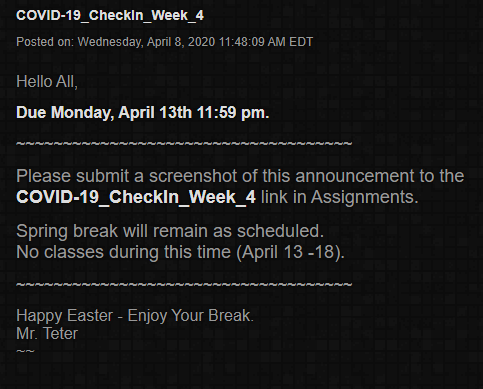 COVID-19_CheckIn_Week_4
Posted on: Wednesday, April 8, 2020 11:48:09 AM EDT
Hello All,
Due Monday, April 13th 11:59 pm.
~~~~~~~~~~~~~~~~~~~~~~~~~~~~~~~~~~~~
Please submit a screenshot of this announcement to the
COVID-19_CheckIn_Week_4 link in Assignments.
Spring break will remain as scheduled.
No classes during this time (April 13 -18).
~~~~~~~~~~~~~~~~~~~~~~~~~~~~~~~~~~~~
Happy Easter - Enjoy Your Break.
Mr. Teter
~~